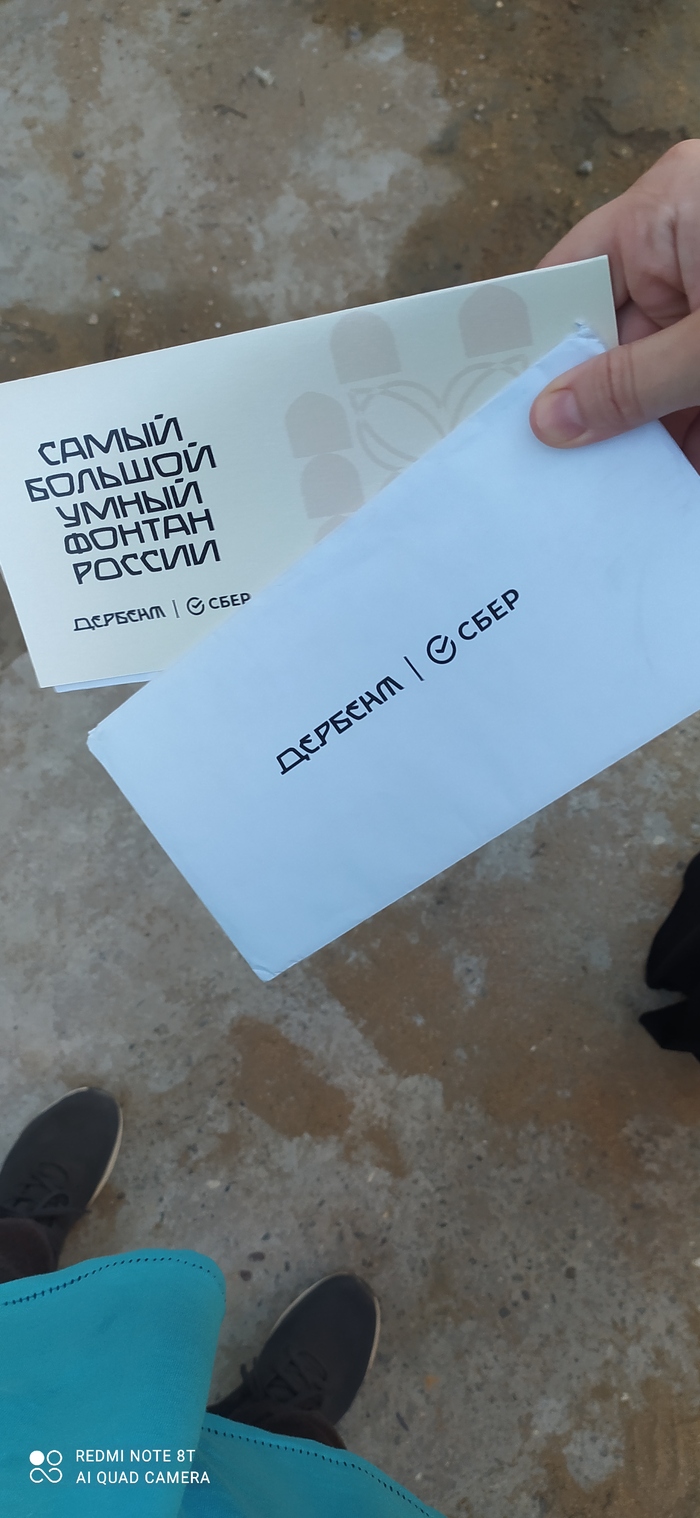 САМЫЙ
БОЛЬШОЙ
УМНЫЙ
ФОНТАН
РОССИИ
ДЕРБЕНТ | СБЕР
ДЕРБЕНТ | СБЕР
REDMI NOTE 8T
AI QUAD CAMERA